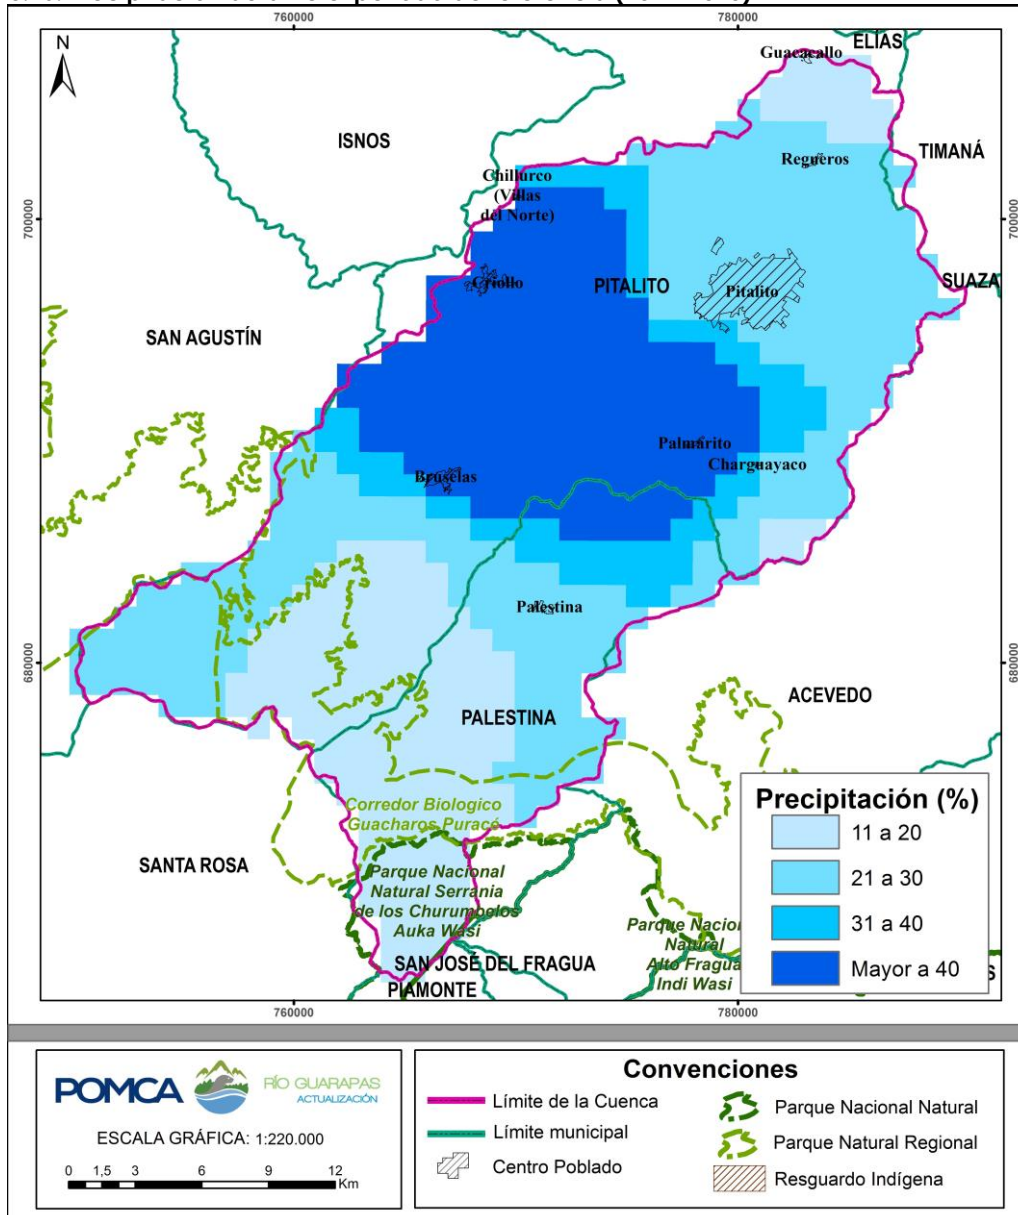 760000
780000
N
ELÍAS
Guacacallo
ISNOS
TIMANÁ
Regueros
Chillurco
(Villas
del Norte)
700000
700000
Criollo
PITALITO
Pitalito
SUAZA
SAN AGUSTÍN
Palmarito
Charguayaco
Bruselas
Palestina
680000
680000
ACEVEDO
PALESTINA
Corredor Biologico
Guacharos Puracé
SANTA ROSA
Parque Nacional
Natural Serrania
de los Churumbelos
Auka Wasi
Parque Nacion
Natural
Alto Fragua
Indi Wasi
SAN JOSÉ DEL FRAGUA
PIAMONTE
S
Precipitación (%)
11 a 20
21 a 30
31 a 40
Mayor a 40
760000
780000
POMCA
RÍO GUARAPAS
ACTUALIZACIÓN
ESCALA GRÁFICA: 1:220.000
0 1,5 3 6 9 12
Km
Convenciones
Límite de la Cuenca
Límite municipal
Centro Poblado
Parque Nacional Natural
Parque Natural Regional
Resguardo Indígena